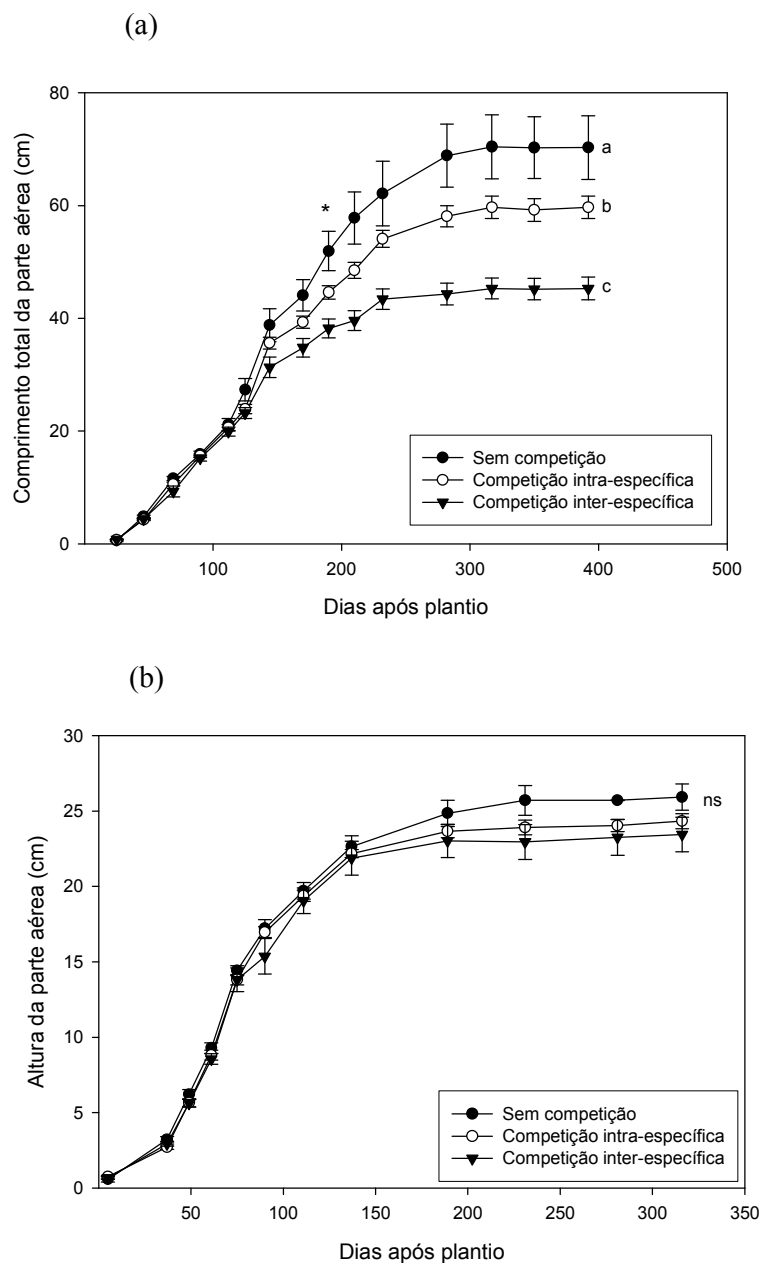 (a)
Comprimento total da parte aérea (cm)
80
60
40
20
0
*
a
b
c
Sem competição
Competição intra-específica
Competição inter-específica
100
200
300
400
500
Dias após plantio
(b)
Altura da parte aérea (cm)
30
25
20
15
10
5
0
ns
Sem competição
Competição intra-específica
Competição inter-específica
50
100
150
200
250
300
350
Dias após plantio